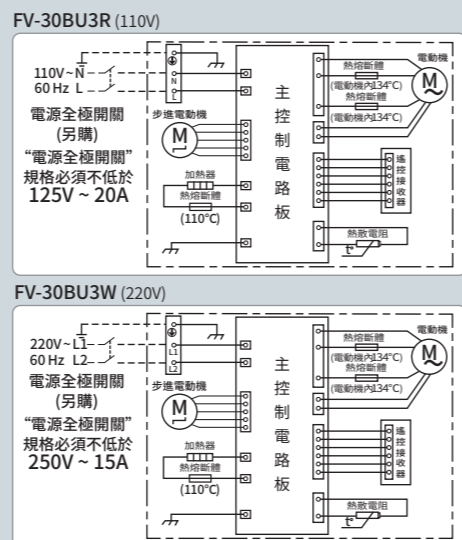 FV-30BU3R (110V)
110V~N
60 Hz L
電源全極開關
(另購)
“電源全極開關”
規格必須不低於
125V ~ 20A
N
L
步進電動機
M
加熱器
熱熔斷體
(110°C)
主控制電路板
電動機
M
熱熔斷體
(電動機內134°C)
熱熔斷體
(電動機內134°C)
遙控接收器
熱散電阻
t°
FV-30BU3W (220V)
220V~L1
60 Hz L2
電源全極開關
(另購)
“電源全極開關”
規格必須不低於
250V ~ 15A
L1
L2
步進電動機
M
加熱器
熱熔斷體
(110°C)
主控制電路板
電動機
M
熱熔斷體
(電動機內134°C)
熱熔斷體
(電動機內134°C)
遙控接收器
熱散電阻
t°